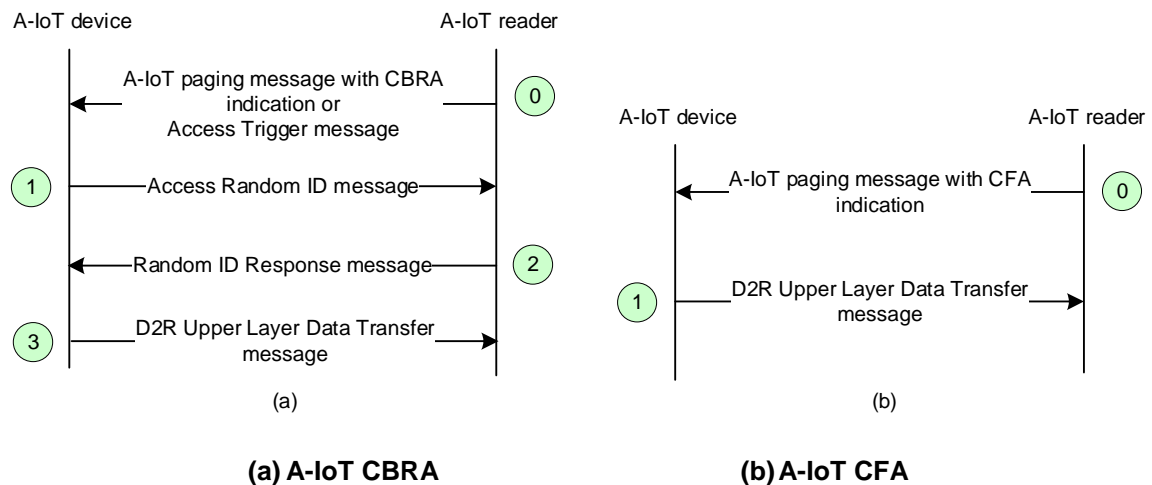 A-IoT device
A-IoT reader
A-IoT paging message with CBRA
indication or
Access Trigger message
0
1
Access Random ID message
Random ID Response message
2
3
D2R Upper Layer Data Transfer
message
(a)
A-IoT device
A-IoT reader
A-IoT paging message with CFA
indication
0
1
D2R Upper Layer Data Transfer
message
(b)
(a) A-IoT CBRA
(b) A-IoT CFA